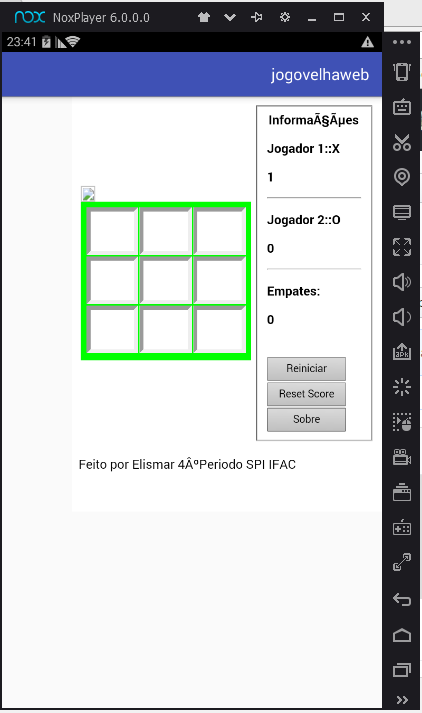 nox NoxPlayer 6.0.0.0
23:41
jogovelhaweb
InformaÃ§Ãµes
Jogador 1::X
1
Jogador 2::O
0
Empates:
0
Reiniciar
Reset Score
Sobre
Feito por Elismar 4ÂºPeriodo SPI IFAC